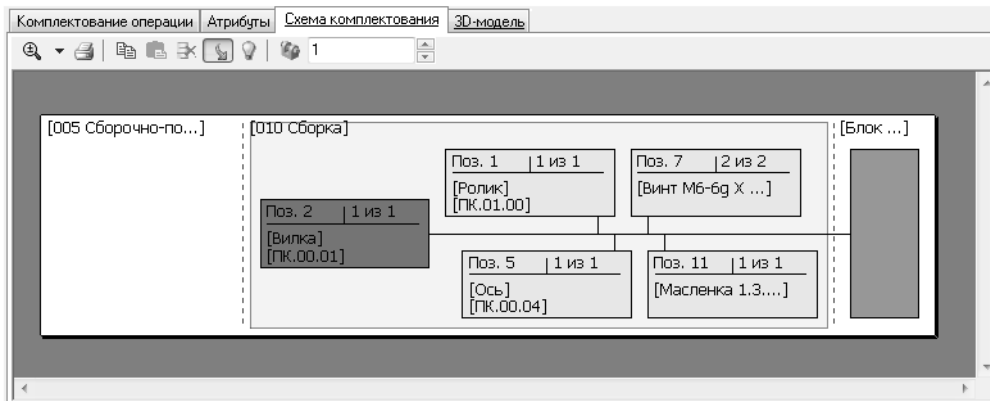 Комплектование операции Атрибуты Схема комплектования 3D-модель
1
[005 Сборочно-по...] [010 Сборка] [Блок ...]
Поз. 1 1 из 1 Поз. 7 2 из 2
[Ролик] [Винт М6-6g X ...]
[ПК.01.00]
Поз. 2 1 из 1
[Вилка]
[ПК.00.01]
Поз. 5 1 из 1 Поз. 11 1 из 1
[Ось] [Масленка 1.3....]
[ПК.00.04]